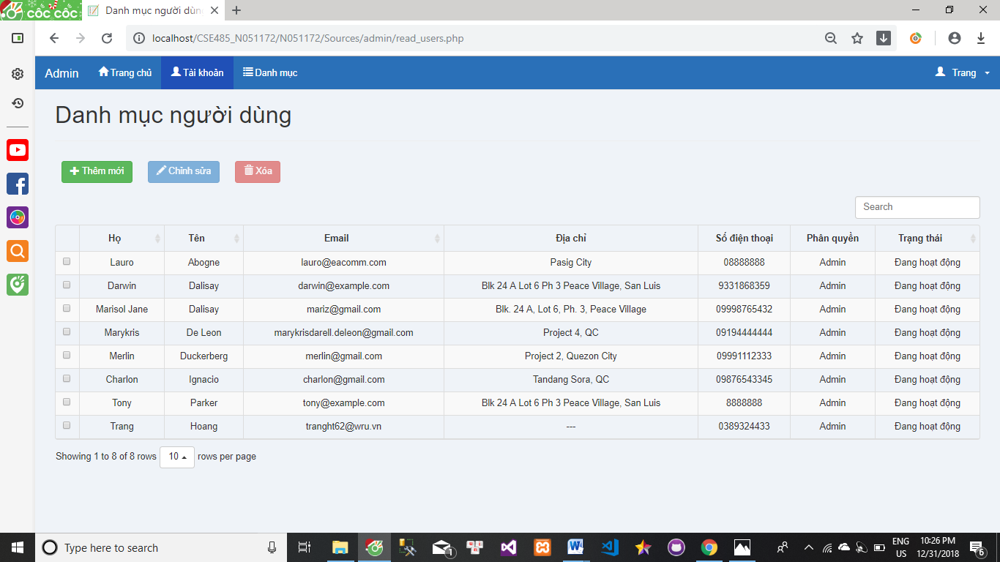 cốc cốc
Danh mục người dùn
localhost/CSE485_N051172/N051172/Sources/admin/read_users.php
Admin Trang chủ Tài khoản Danh mục Trang
Danh mục người dùng
Thêm mới Chỉnh sửa Xóa
Search
Họ Tên Email Địa chỉ Số điện thoại Phân quyền Trạng thái
Lauro Abogne lauro@eacomm.com Pasig City 08888888 Admin Đang hoạt động
Darwin Dalisay darwin@example.com Blk 24 A Lot 6 Ph 3 Peace Village, San Luis 9331868359 Admin Đang hoạt động
Marisol Jane Dalisay mariz@gmail.com Blk. 24 A, Lot 6, Ph. 3, Peace Village 09998765432 Admin Đang hoạt động
Marykris De Leon marykrisdarell.deleon@gmail.com Project 4, QC 09194444444 Admin Đang hoạt động
Merlin Duckerberg merlin@gmail.com Project 2, Quezon City 09991112333 Admin Đang hoạt động
Charlon Ignacio charlon@gmail.com Tandang Sora, QC 09876543345 Admin Đang hoạt động
Tony Parker tony@example.com Blk 24 A Lot 6 Ph 3 Peace Village, San Luis 8888888 Admin Đang hoạt động
Trang Hoang tranght62@wru.vn --- 0389324433 Admin Đang hoạt động
Showing 1 to 8 of 8 rows 10 rows per page
Type here to search
1
ENG
US
10:26 PM
12/31/2018
6